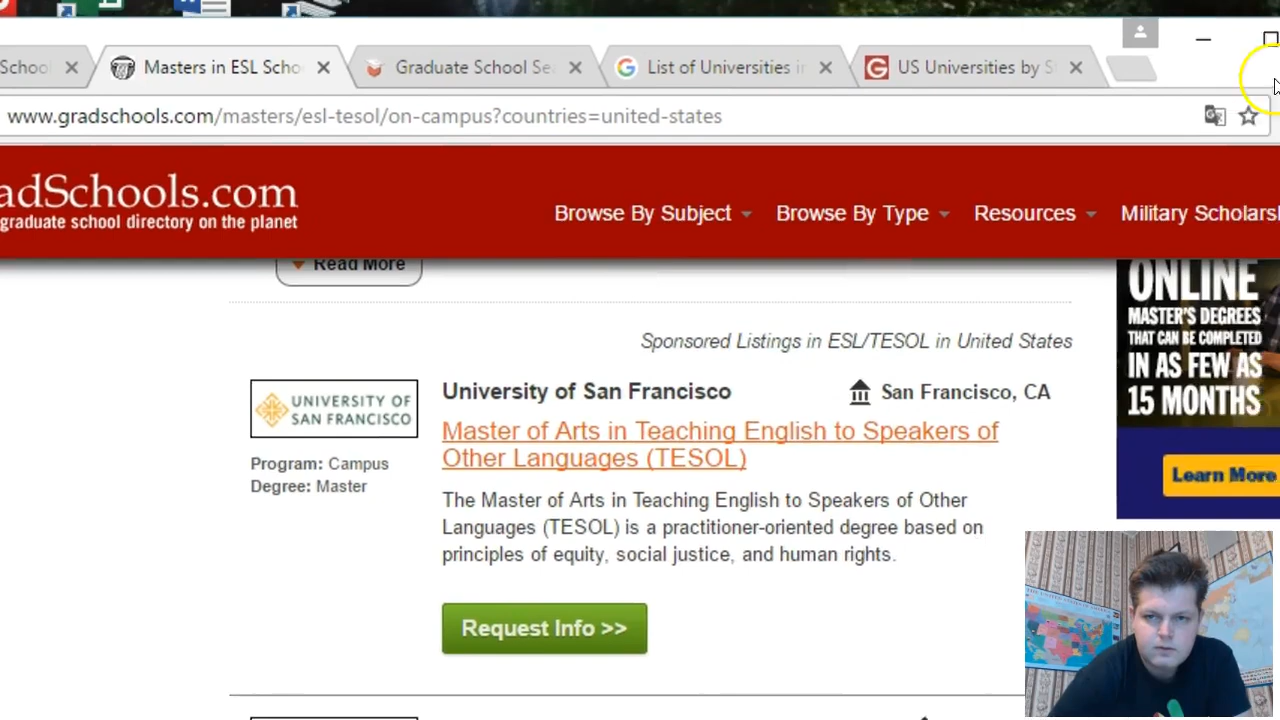 Schoo
Masters in ESL Scho
Graduate School Se
List of Universities i
US Universities by S
www.gradschools.com/masters/esl-tesol/on-campus?countries=united-states
adSchools.com
graduate school directory on the planet
Browse By Subject
Browse By Type
Resources
Military Scholars
Read More
ONLINE
MASTER'S DEGREES
THAT CAN BE COMPLETED
IN AS FEW AS
15 MONTHS
Learn More
Sponsored Listings in ESL/TESOL in United States
UNIVERSITY OF
SAN FRANCISCO
Program: Campus
Degree: Master
University of San Francisco
San Francisco, CA
Master of Arts in Teaching English to Speakers of
Other Languages (TESOL)
The Master of Arts in Teaching English to Speakers of Other
Languages (TESOL) is a practitioner-oriented degree based on
principles of equity, social justice, and human rights.
Request Info >>